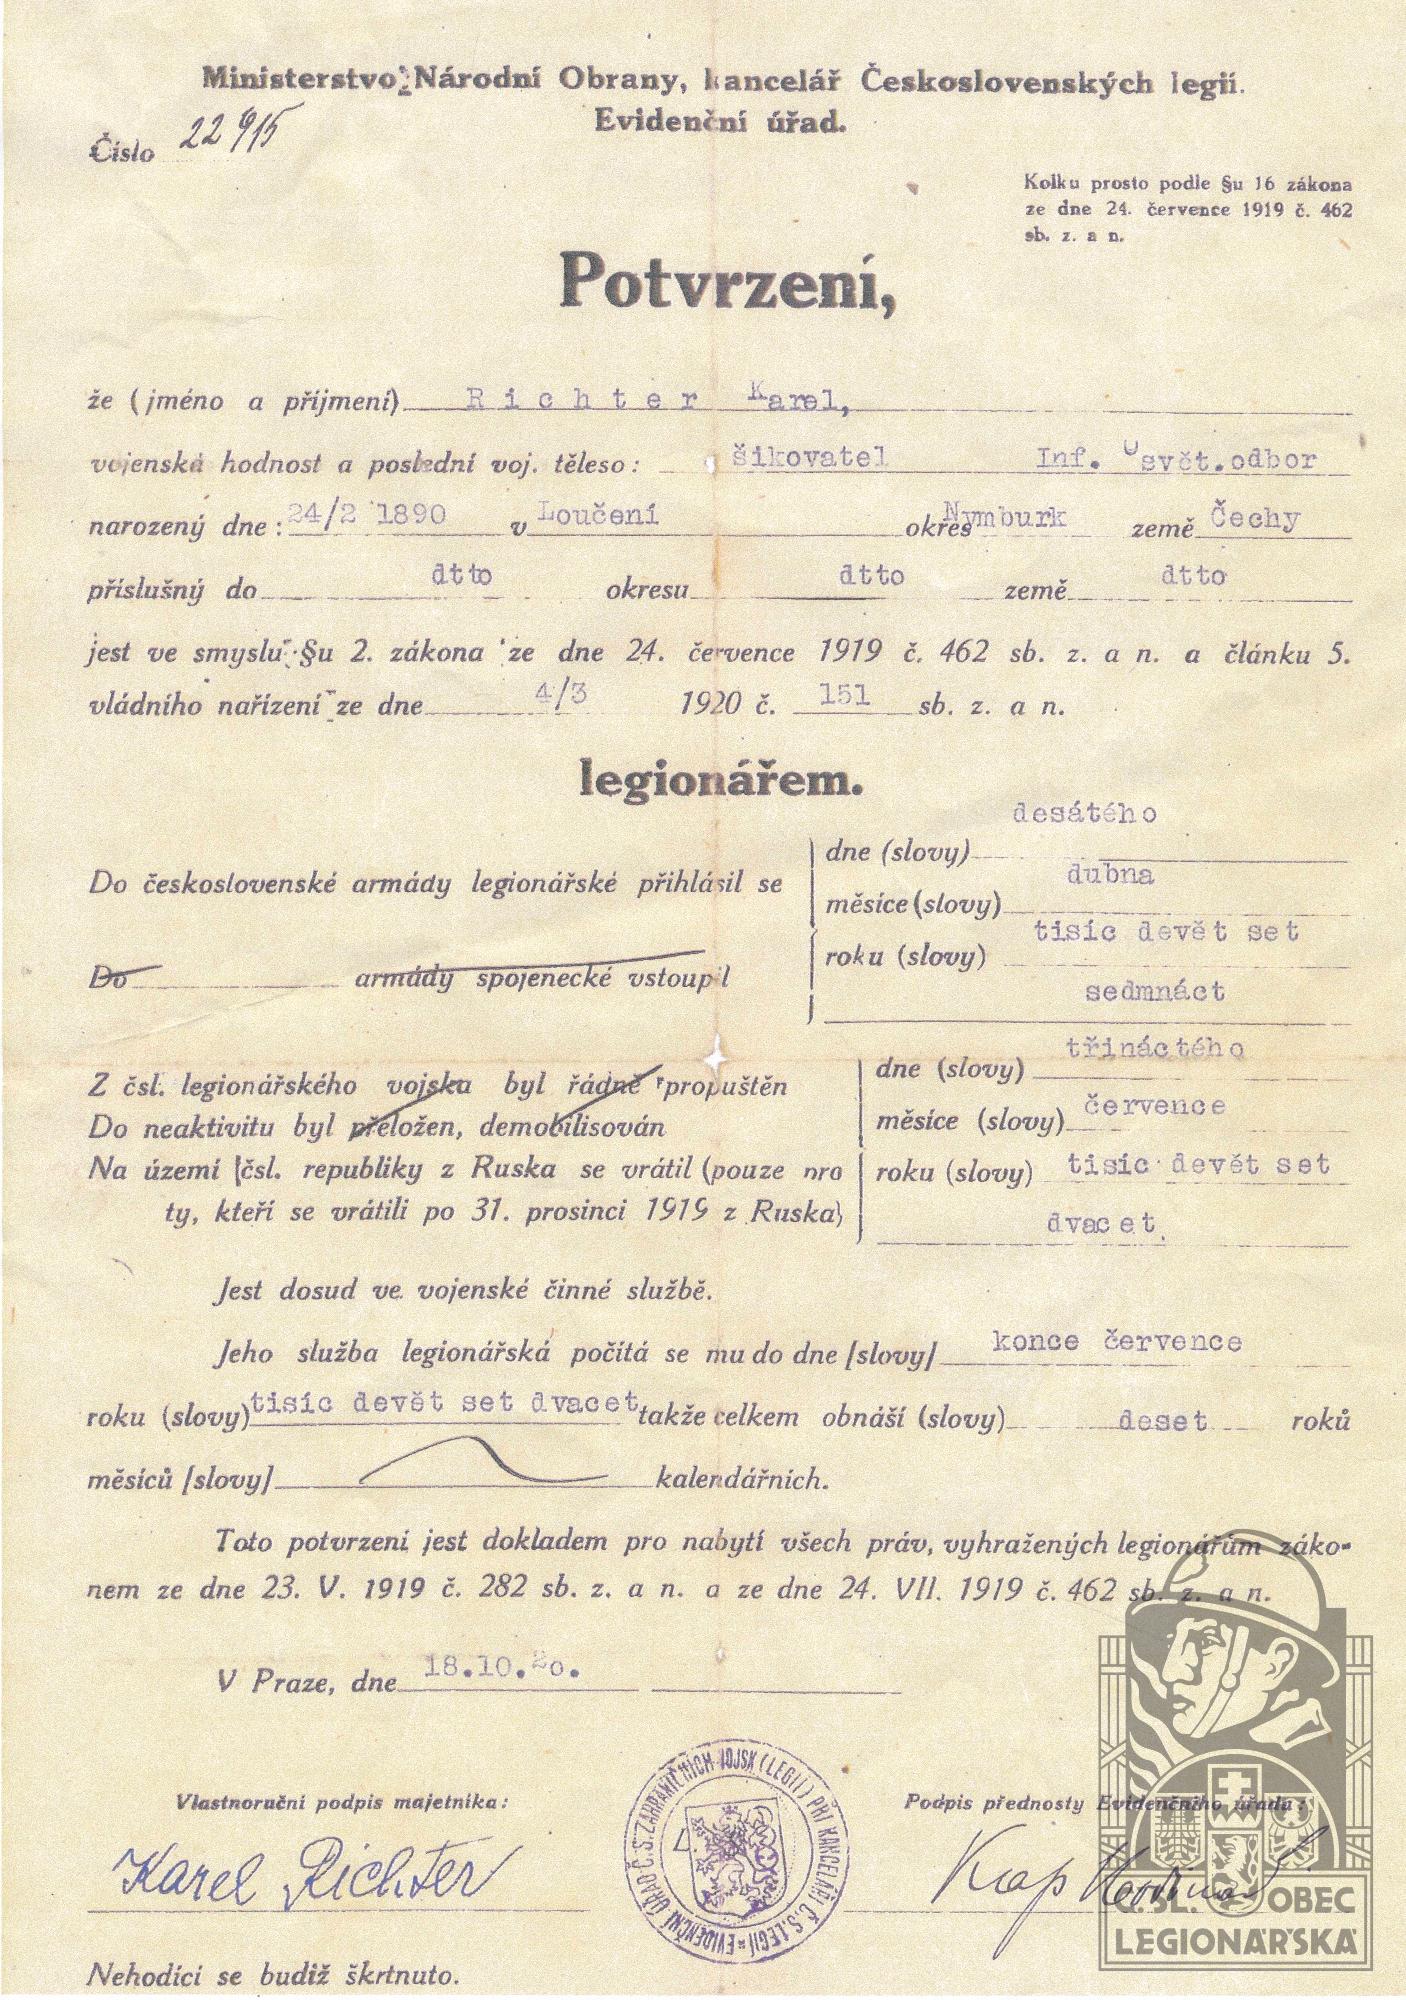 Ministerstvo Národní Obrany, kancelář Československých legií.
Evidenční úřad.
Číslo 22915
Kolku prosto podle §u 16 zákona
ze dne 24. července 1919 č. 462
sb. z. a n.
Potvrzení,
že (jméno a příjmení) Richter Karel,
vojenská hodnost a poslední voj. těleso: šikovatel Inf. Osvět.odbor
narozený dne: 24/2 1890 v Loučení okres Nymburk země Čechy
příslušný do dtto okresu dtto země dtto
jest ve smyslu §u 2. zákona ze dne 24. července 1919 č. 462 sb. z. a n. a článku 5.
vládního nařízení ze dne 4/3 1920 č. 151 sb. z. a n.
legionářem.
desátého
dne (slovy)
Do československé armády legionářské přihlásil se
dubna
měsíce (slovy)
tisíc devět set
roku (slovy)
Do armády spojenecké vstoupil
sedmnáct
třináctého
dne (slovy)
Z čsl. legionářského vojska byl řádně propuštěn
července
měsíce (slovy)
Do neaktivitu byl přeložen, demobilisován
Na území čsl. republiky z Ruska se vrátil (pouze pro
roku (slovy) tisíc devět set
ty, kteří se vrátili po 31. prosinci 1919 z Ruska)
dvacet.
Jest dosud ve vojenské činné službě.
Jeho služba legionářská počítá se mu do dne [slovy] konce července
roku (slovy) tisíc devět set dvacet takže celkem obnáší (slovy) deset roků
měsíců [slovy] kalendářních.
Toto potvrzení jest dokladem pro nabytí všech práv, vyhražených legionářům záko-
nem ze dne 23. V. 1919 č. 282 sb. z. a n. a ze dne 24. VII. 1919 č. 462 sb. z. a n.
V Praze, dne 18.10.20.
Vlastnoruční podpis majetníka:
Podpis přednosty Evidenčního úřadu:
Karel Richter
Kap
EVIDENČNÍ ÚŘAD Č.S. ZAHRANIČNÍCH VOJSK (LEGIÍ) PŘI KANCELÁŘI Č.S. LEGIÍ
Č.SL. OBEC
LEGIONÁŘSKÁ
Nehodící se budiž škrtnuto.